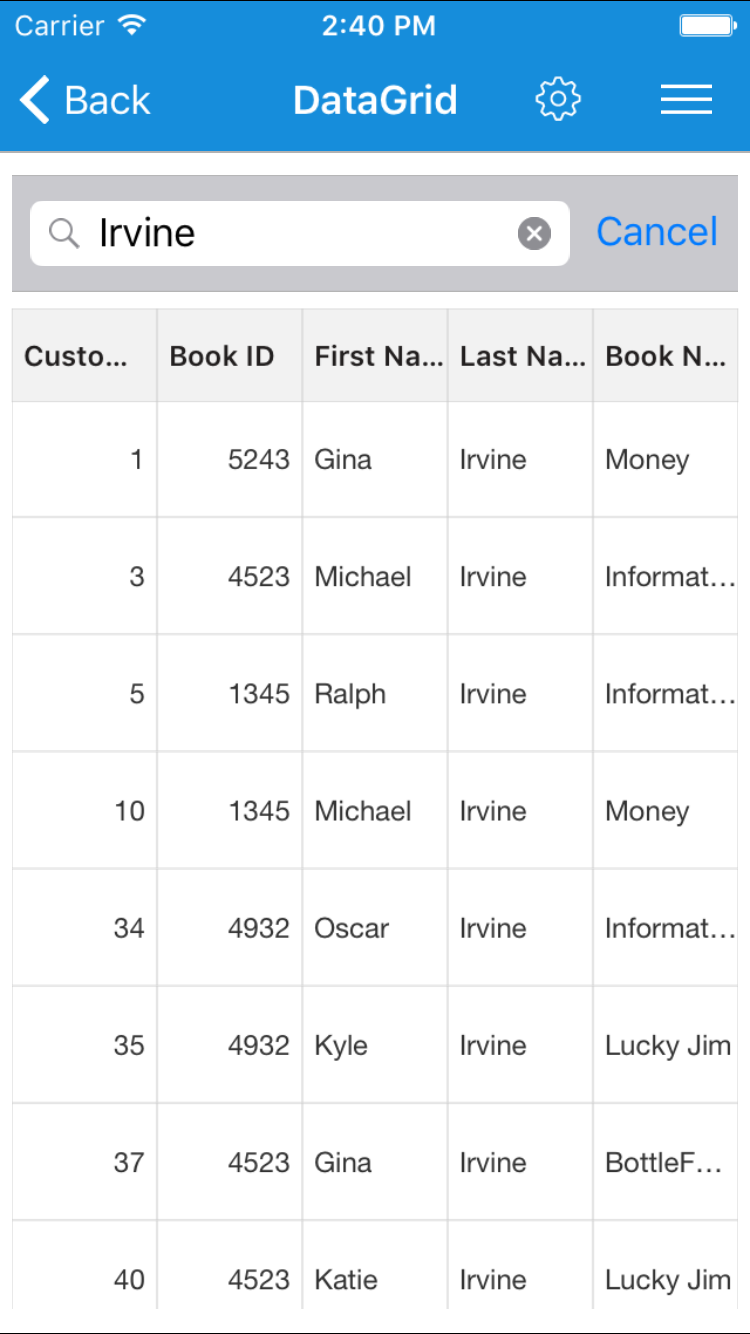 Carrier 2:40 PM
Back DataGrid
Irvine Cancel
Custo... Book ID First Na... Last Na... Book N...
1 5243 Gina Irvine Money
3 4523 Michael Irvine Informat...
5 1345 Ralph Irvine Informat...
10 1345 Michael Irvine Money
34 4932 Oscar Irvine Informat...
35 4932 Kyle Irvine Lucky Jim
37 4523 Gina Irvine BottleF...
40 4523 Katie Irvine Lucky Jim